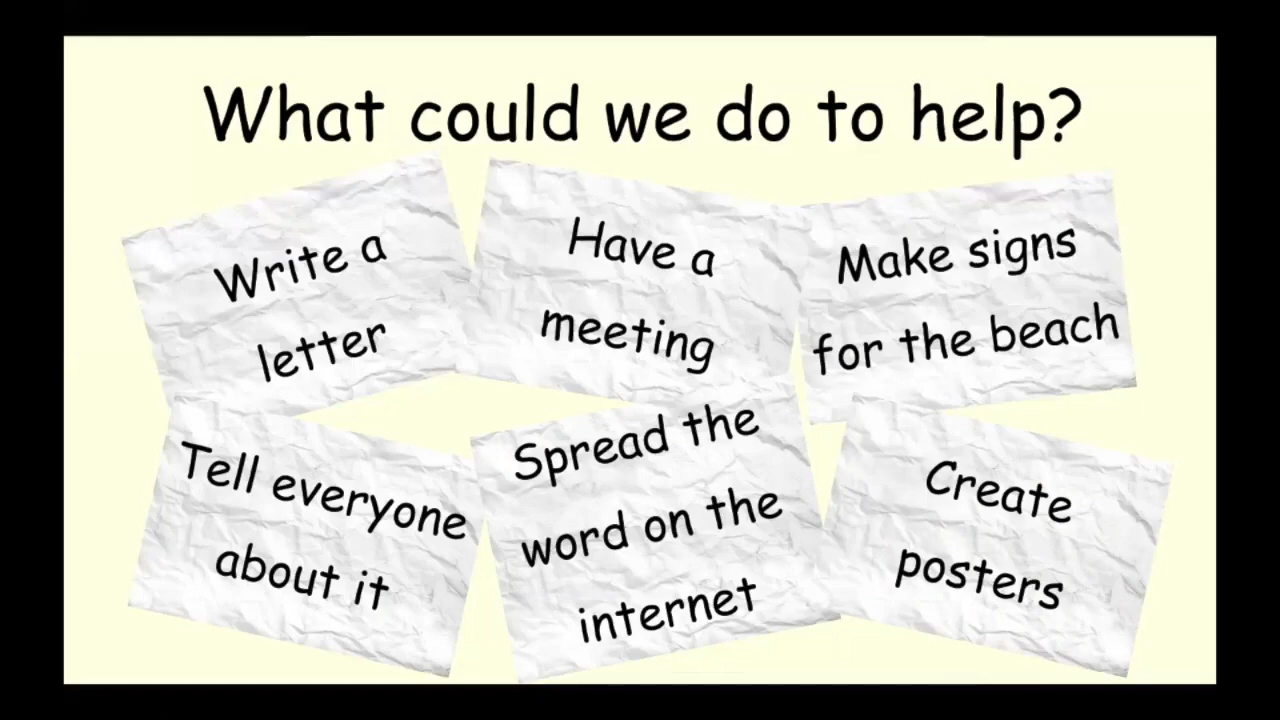 What could we do to help?
Write a
letter
Have a
meeting
Make signs
for the beach
Tell everyone
about it
Spread the
word on the
internet
Create
posters